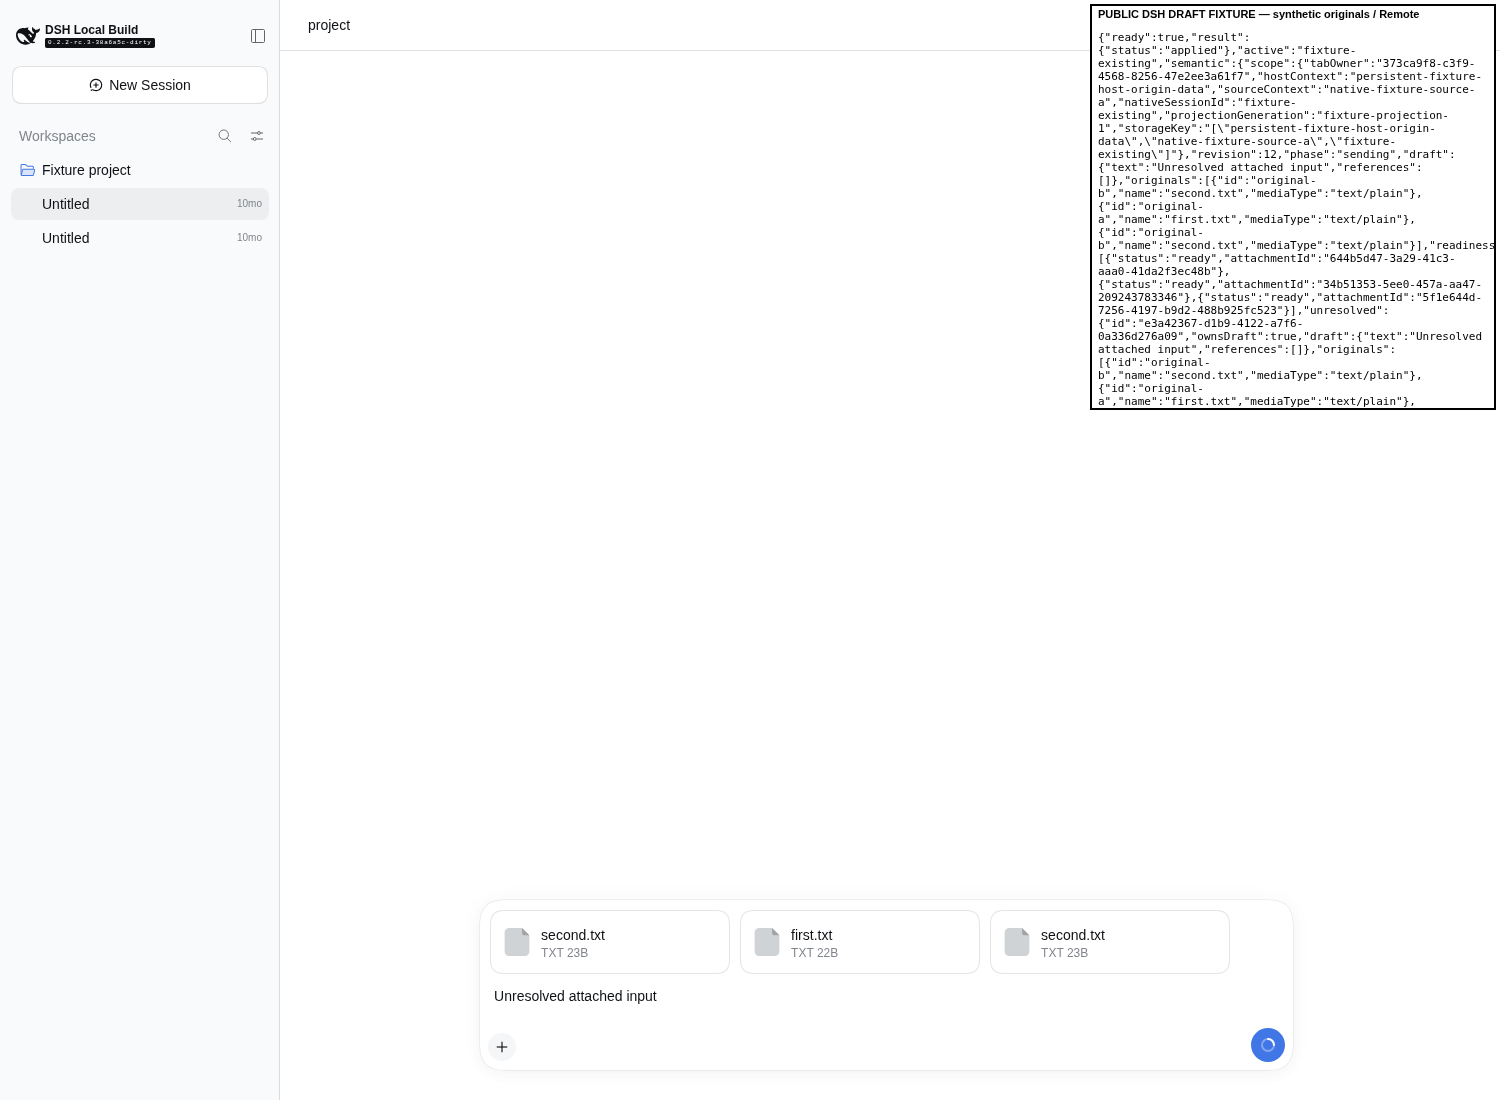 DSH Local Build
0.2.2-rc.3-38a6a5c-dirty
New Session
Workspaces
Fixture project
Untitled 10mo
Untitled 10mo
project
PUBLIC DSH DRAFT FIXTURE — synthetic originals / Remote
{"ready":true,"result":
{"status":"applied"},"active":"fixture-
existing","semantic":{"scope":{"tabOwner":"373ca9f8-c3f9-
4568-8256-47e2ee3a61f7","hostContext":"persistent-fixture-
host-origin-data","sourceContext":"native-fixture-source-
a","nativeSessionId":"fixture-
existing","projectionGeneration":"fixture-projection-
1","storageKey":"[\"persistent-fixture-host-origin-
data\",\"native-fixture-source-a\",\"fixture-
existing\"]"},"revision":12,"phase":"sending","draft":
{"text":"Unresolved attached input","references":
[]},"originals":[{"id":"original-
b","name":"second.txt","mediaType":"text/plain"},
{"id":"original-
a","name":"first.txt","mediaType":"text/plain"},
{"id":"original-
b","name":"second.txt","mediaType":"text/plain"}],"readiness
[{"status":"ready","attachmentId":"644b5d47-3a29-41c3-
aaa0-41da2f3ec48b"},
{"status":"ready","attachmentId":"34b51353-5ee0-457a-aa47-
209243783346"},{"status":"ready","attachmentId":"5f1e644d-
7256-4197-b9d2-488b925fc523"}],"unresolved":
{"id":"e3a42367-d1b9-4122-a7f6-
0a336d276a09","ownsDraft":true,"draft":{"text":"Unresolved
attached input","references":[]},"originals":
[{"id":"original-
b","name":"second.txt","mediaType":"text/plain"},
{"id":"original-
a","name":"first.txt","mediaType":"text/plain"},
second.txt
TXT 23B
first.txt
TXT 22B
second.txt
TXT 23B
Unresolved attached input